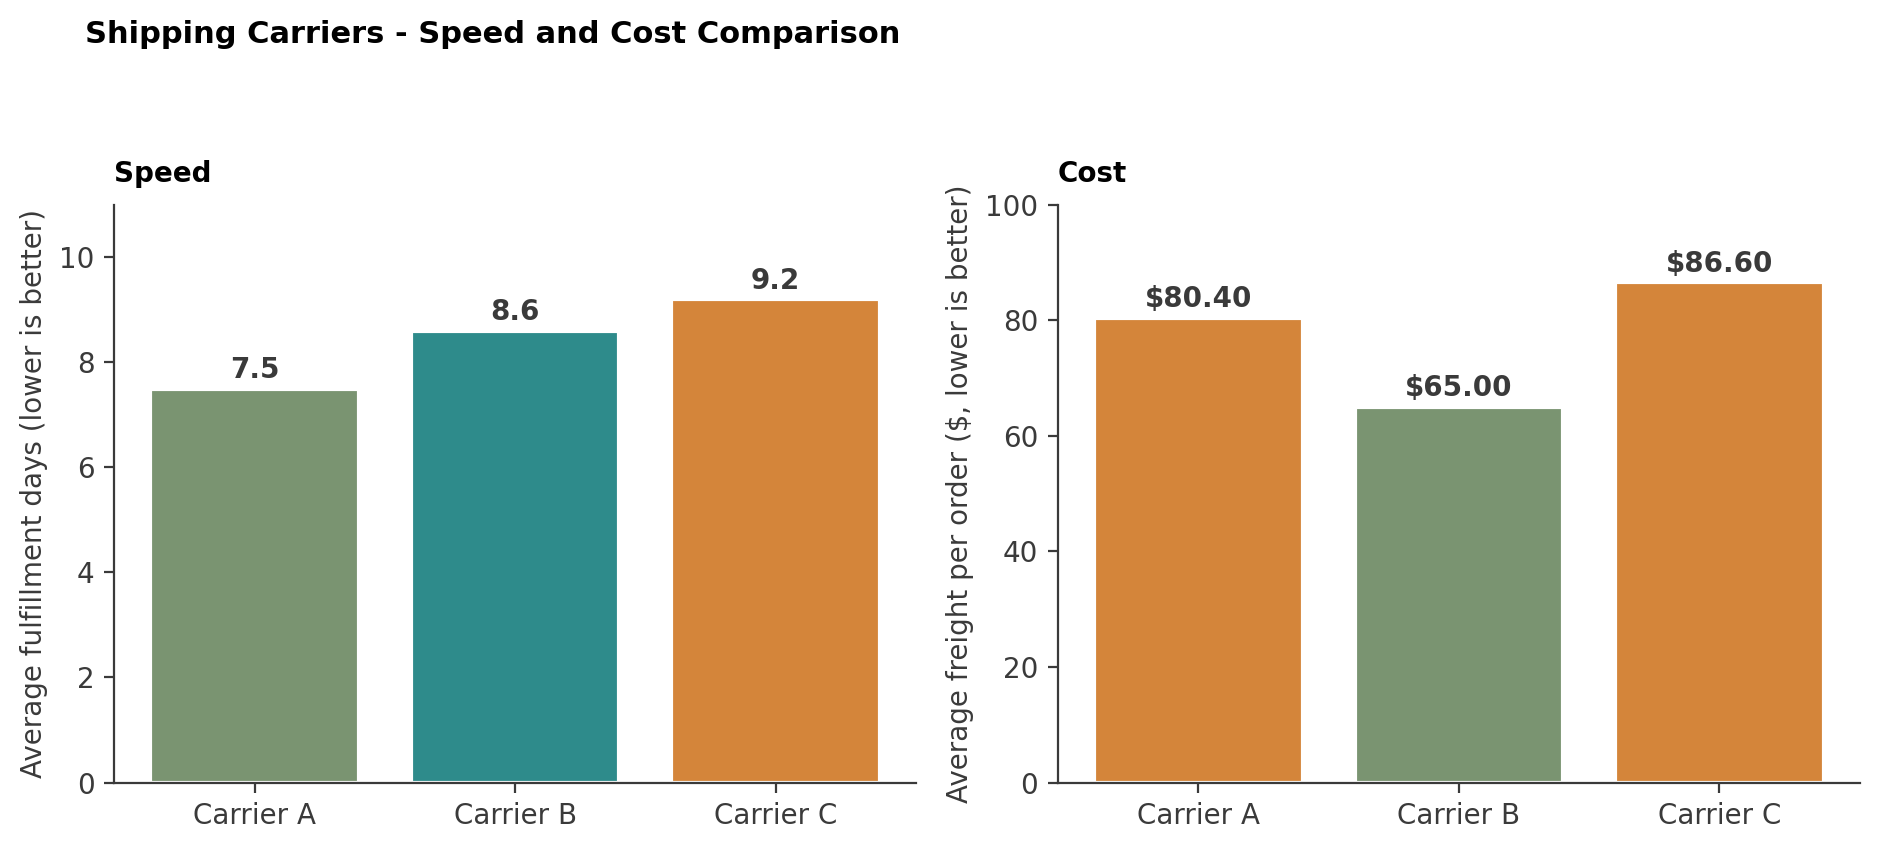 Shipping Carriers - Speed and Cost Comparison
Speed
Average fulfillment days (lower is better)
10
8
6
4
2
0
7.5
8.6
9.2
Carrier A
Carrier B
Carrier C
Cost
Average freight per order ($, lower is better)
100
80
60
40
20
0
$80.40
$65.00
$86.60
Carrier A
Carrier B
Carrier C